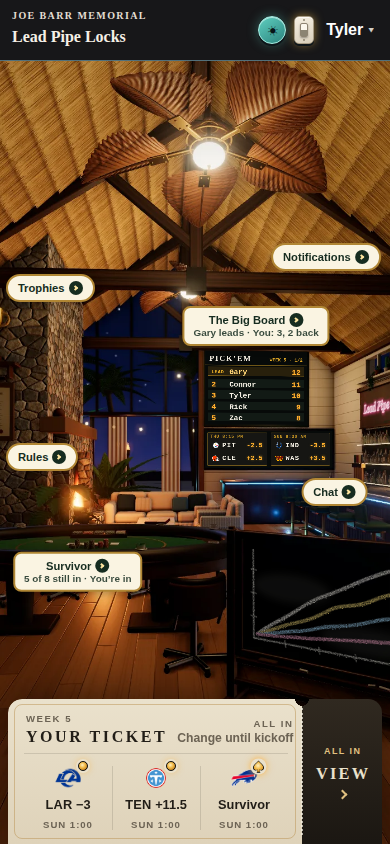 JOE BARR MEMORIAL
Lead Pipe Locks
Tyler
Notifications
Trophies
The Big Board
Gary leads · You: 3, 2 back
PICK'EM
LEAD Gary 12
2 Connor 11
3 Tyler 10
4 Rick 9
5 Zac 8
PIT -2.5
CLE +2.5
IND -3.5
WAS +3.5
Lead Pipe
Rules
Chat
Survivor
5 of 8 still in · You're in
WEEK 5
YOUR TICKET
ALL IN
Change until kickoff
LAR −3
SUN 1:00
TEN +11.5
SUN 1:00
Survivor
SUN 1:00
ALL IN
VIEW